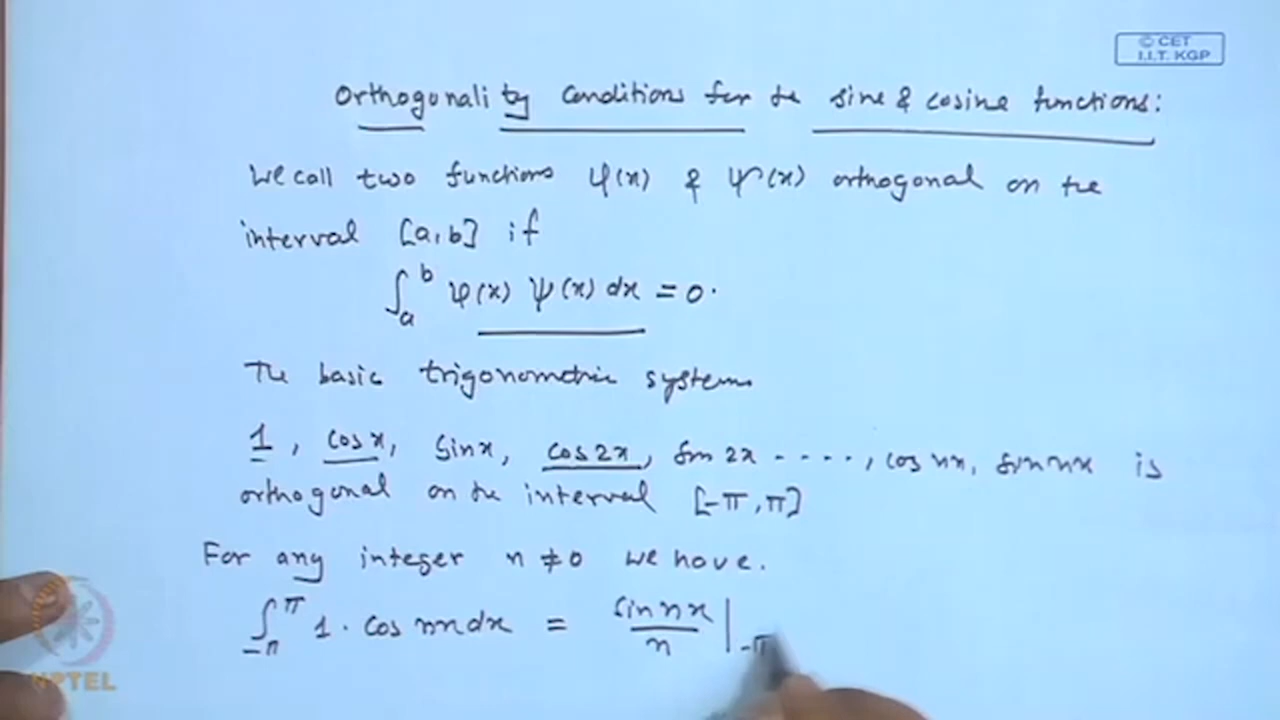 © CET
I.I.T. KGP
Orthogonality Conditions for the sine & cosine functions:
We call two functions φ(x) & ψ(x) orthogonal on the
interval [a,b] if
∫_a^b φ(x) ψ(x) dx = 0.
The basic trigonometric systems
1, cos x, sin x, cos 2x, sin 2x ...., cos nx, sin nx is
orthogonal on the interval [-π, π]
For any integer n ≠ 0 we have.
∫_{-π}^{π} 1. cos nx dx = sin nx / n |_{-π}
NPTEL